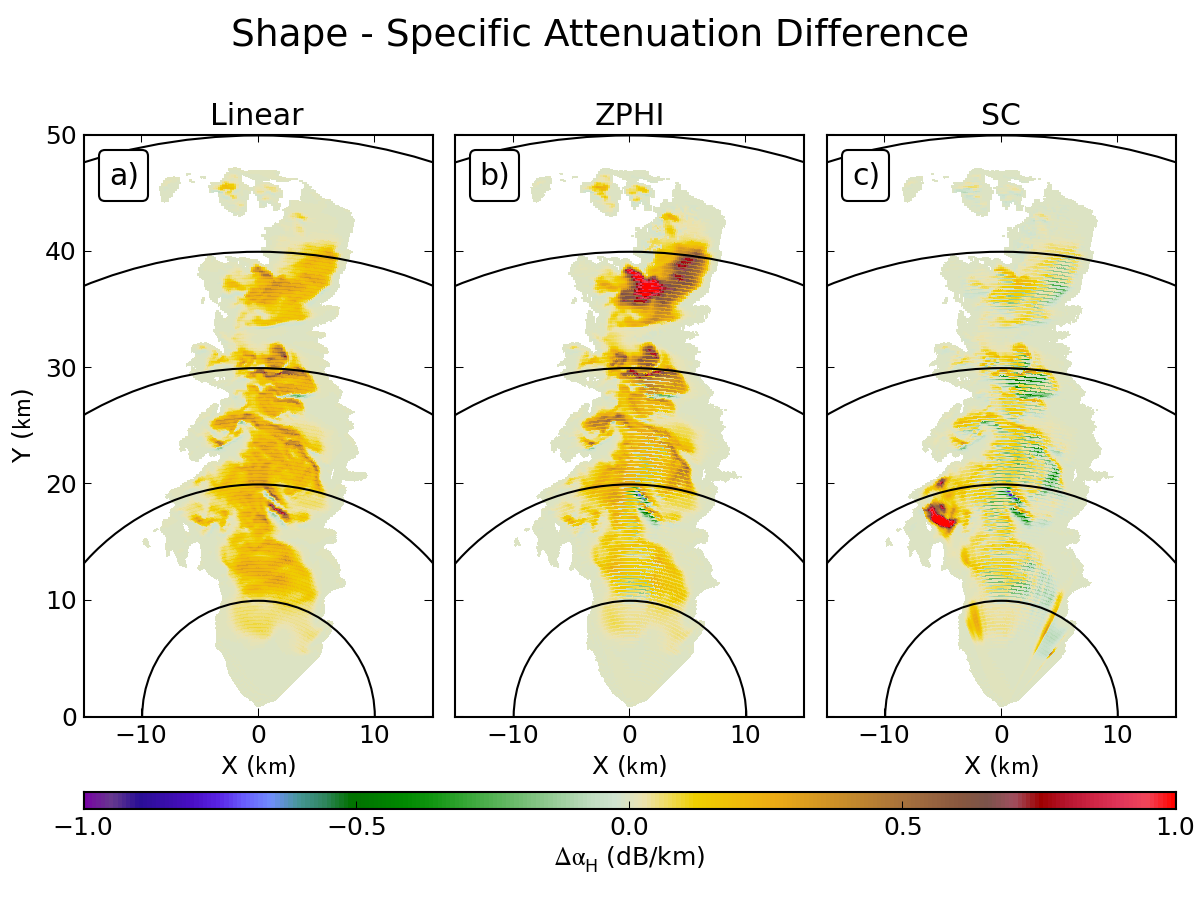 Shape - Specific Attenuation Difference
Linear ZPHI SC
a) b) c)
50
40
30
20
10
0
Y (km)
−10 0 10 −10 0 10 −10 0 10
X (km) X (km) X (km)
−1.0 −0.5 0.0 0.5 1.0
Δα_H (dB/km)